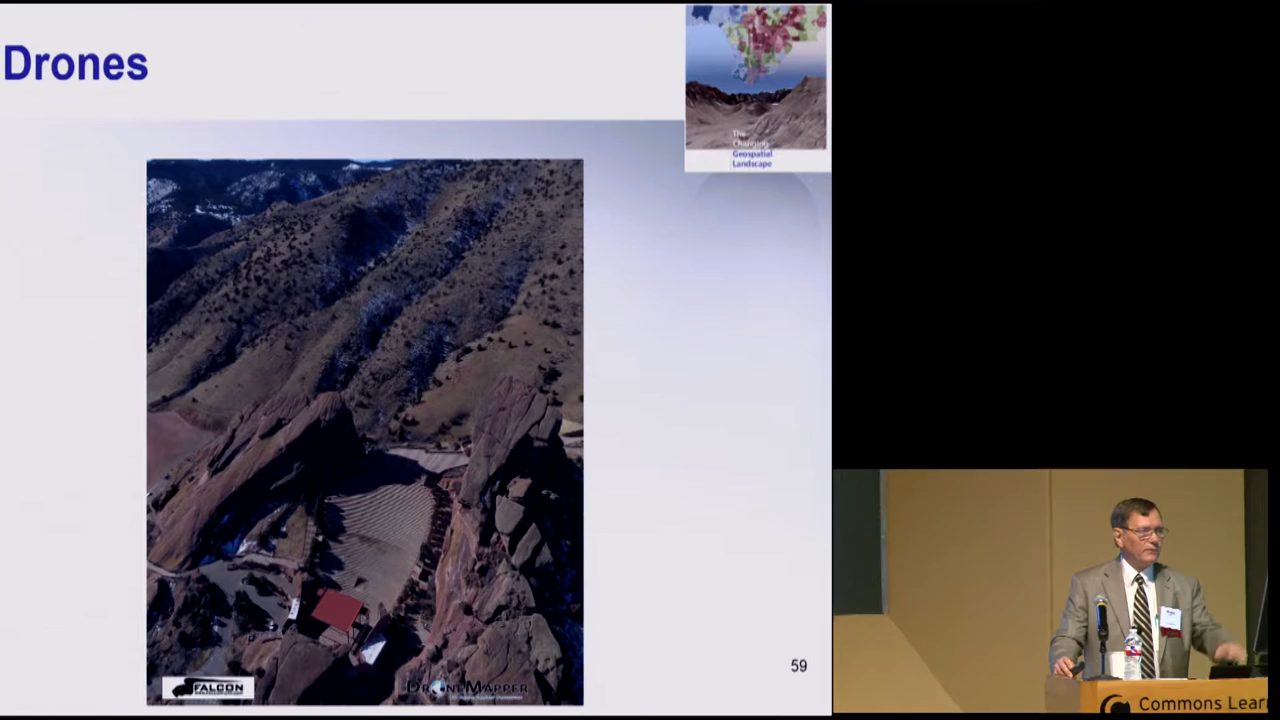 Drones
The
Changing
Geospatial
Landscape
FALCON
DRONEMAPPER
59
Commons Lear